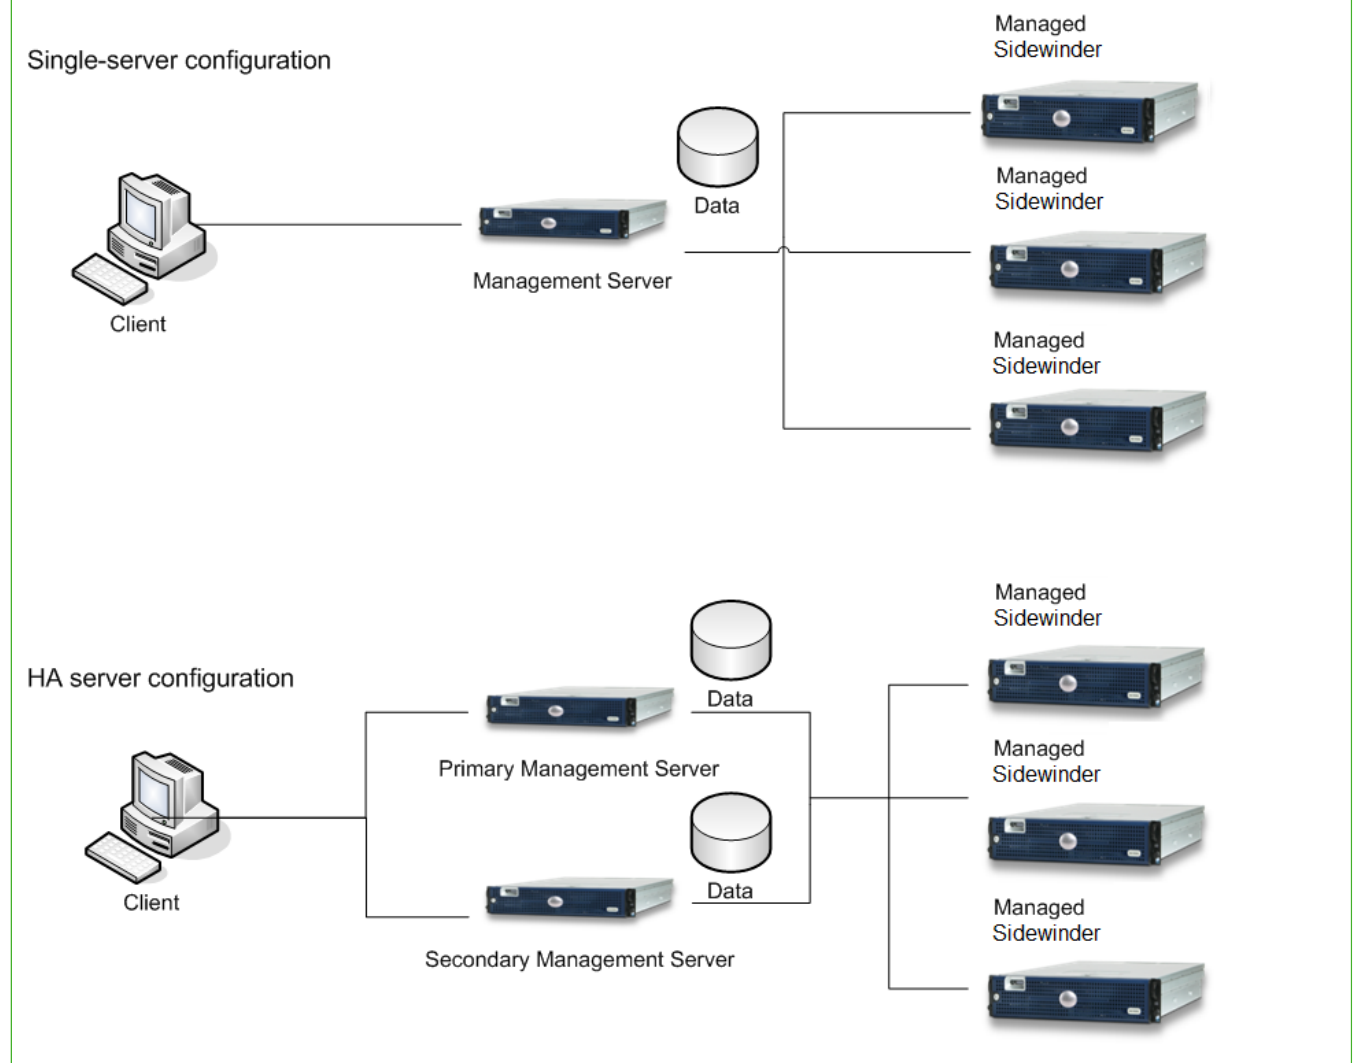 Single-server configuration
Managed
Sidewinder
Data
Managed
Sidewinder
Management Server
Client
Managed
Sidewinder
HA server configuration
Managed
Sidewinder
Data
Primary Management Server
Managed
Sidewinder
Data
Client
Secondary Management Server
Managed
Sidewinder